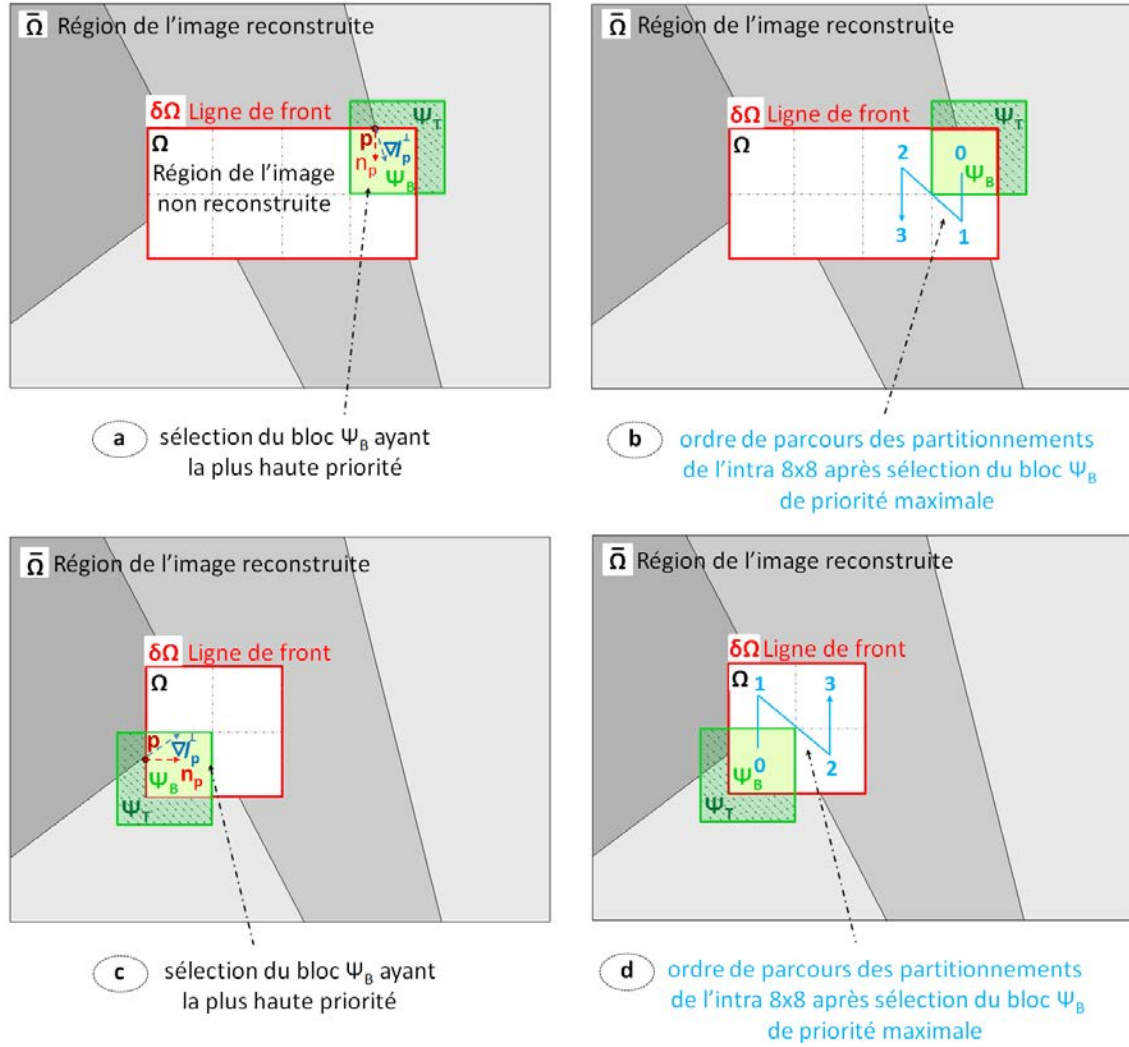 Ω̄ Région de l'image reconstruite
δΩ Ligne de front
Ψ_T
Ω
p
∇I_p^⊥
n_p
Ψ_B
Région de l'image
non reconstruite
a sélection du bloc Ψ_B ayant
la plus haute priorité
Ω̄ Région de l'image reconstruite
δΩ Ligne de front
Ψ_T
Ω
2
0
Ψ_B
3
1
b ordre de parcours des partitionnements
de l'intra 8x8 après sélection du bloc Ψ_B
de priorité maximale
Ω̄ Région de l'image reconstruite
δΩ Ligne de front
Ω
p
∇I_p^⊥
Ψ_B
n_p
Ψ_T
c sélection du bloc Ψ_B ayant
la plus haute priorité
Ω̄ Région de l'image reconstruite
δΩ Ligne de front
Ω
1
3
Ψ_B
0
2
Ψ_T
d ordre de parcours des partitionnements
de l'intra 8x8 après sélection du bloc Ψ_B
de priorité maximale